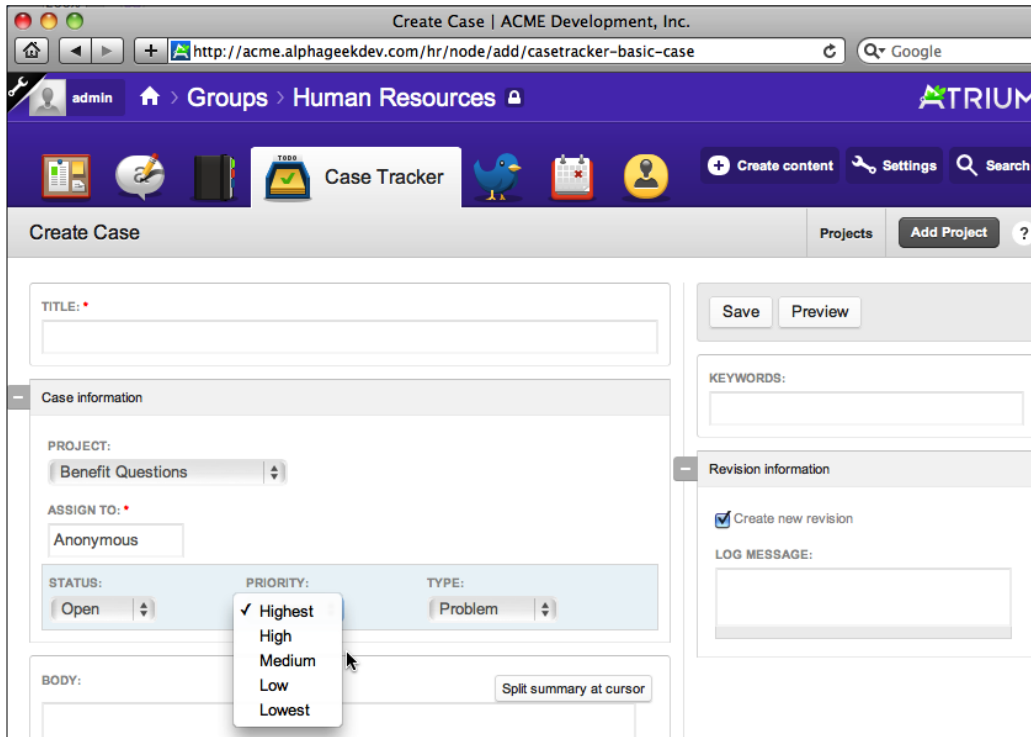 Create Case | ACME Development, Inc.
http://acme.alphageekdev.com/hr/node/add/casetracker-basic-case
Google
admin
Groups › Human Resources
ATRIUM
TODO
Case Tracker
Create content
Settings
Search
Create Case
Projects
Add Project
?
TITLE: *
Save
Preview
Case information
KEYWORDS:
PROJECT:
Benefit Questions
Revision information
ASSIGN TO: *
Anonymous
Create new revision
LOG MESSAGE:
STATUS:
PRIORITY:
TYPE:
Open
✓ Highest
Problem
High
Medium
Low
Lowest
BODY:
Split summary at cursor